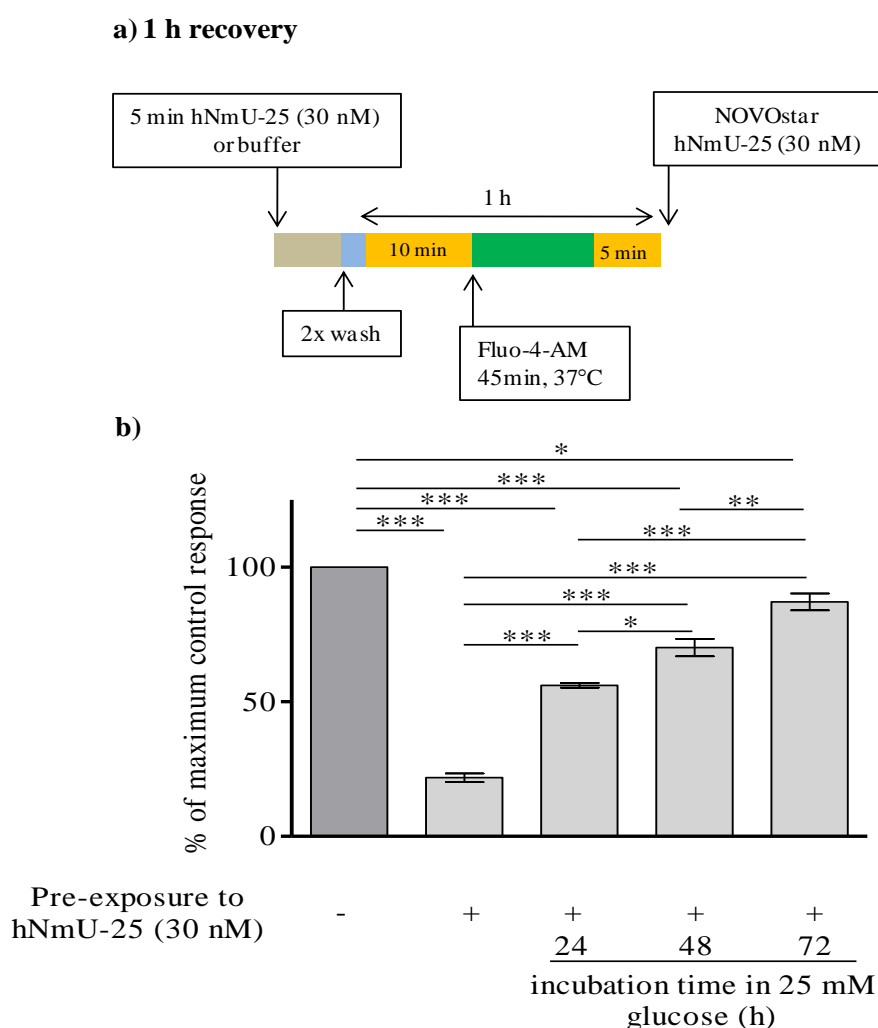 a) 1 h recovery
5 min hNmU-25 (30 nM)
or buffer
NOVOstar
hNmU-25 (30 nM)
1 h
10 min
5 min
2x wash
Fluo-4-AM
45min, 37°C
b)
% of maximum control response
100
50
0
*
***
***
**
***
***
***
***
***
*
Pre-exposure to
hNmU-25 (30 nM)
- + + + +
24 48 72
incubation time in 25 mM
glucose (h)